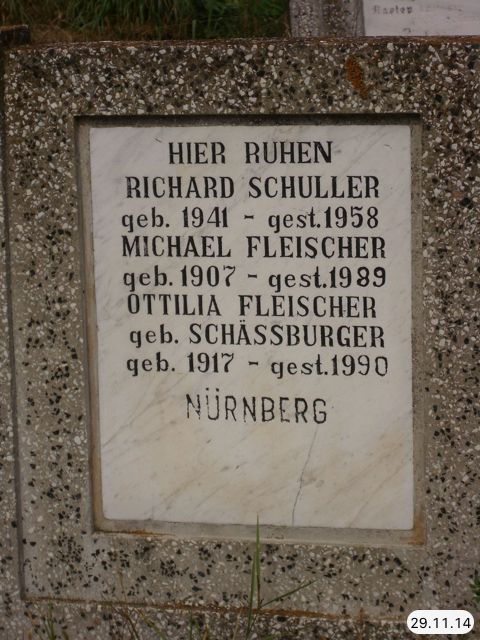 HIER RUHEN
RICHARD SCHULLER
geb. 1941 - gest.1958
MICHAEL FLEISCHER
geb. 1907 - gest.1989
OTTILIA FLEISCHER
geb. SCHÄSSBURGER
geb. 1917 - gest.1990
NÜRNBERG
29.11.14